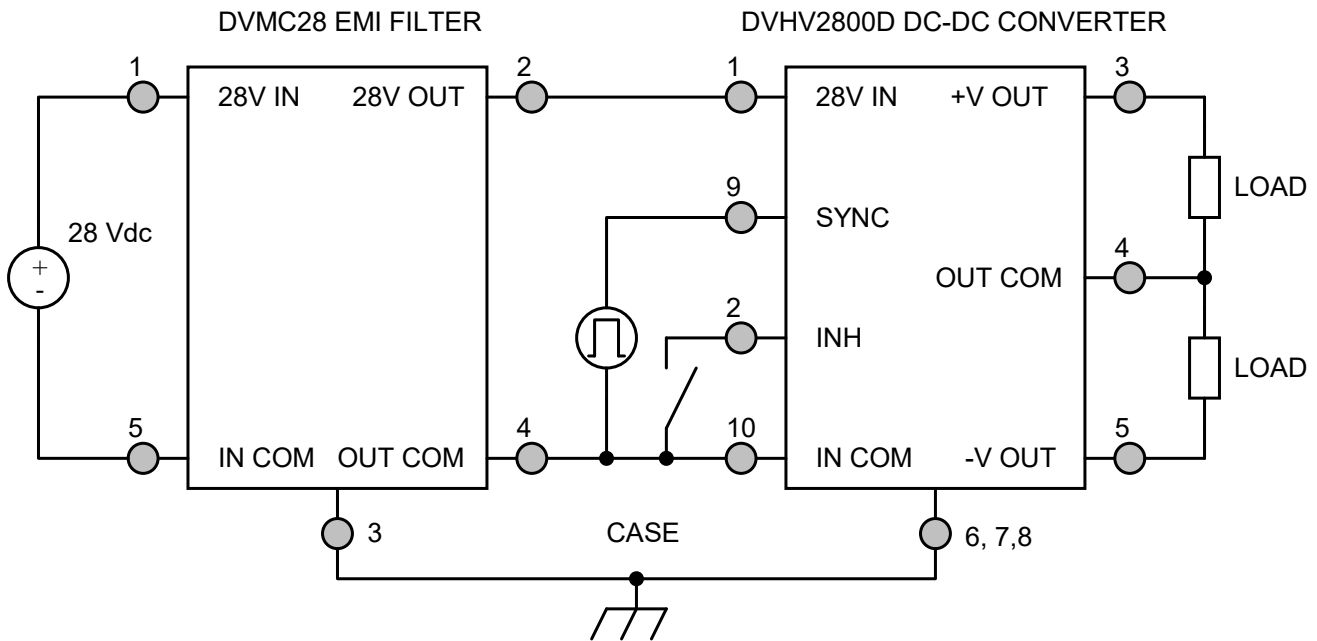 DVMC28 EMI FILTER DVHV2800D DC-DC CONVERTER
1 2 1 3
28V IN 28V OUT 28V IN +V OUT
9
LOAD
SYNC
28 Vdc
4
+
-
OUT COM
2
INH
LOAD
5 4 10 5
IN COM OUT COM IN COM -V OUT
3 CASE 6, 7,8